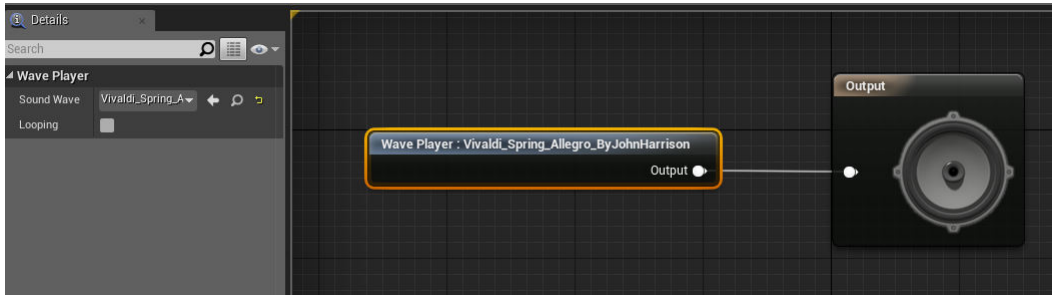 Details
Search
Wave Player
Sound Wave Vivaldi_Spring_A
Looping
Wave Player : Vivaldi_Spring_Allegro_ByJohnHarrison
Output
Output